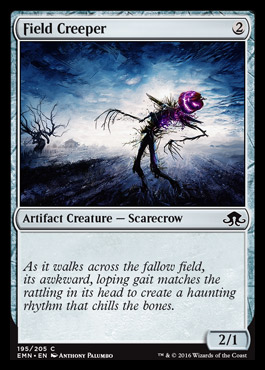 Field Creeper 2
Artifact Creature — Scarecrow
As it walks across the fallow field,
its awkward, loping gait matches the
rattling in its head to create a haunting
rhythm that chills the bones.
2/1
195/205 C
EMN • EN Anthony Palumbo ™ & © 2016 Wizards of the Coast